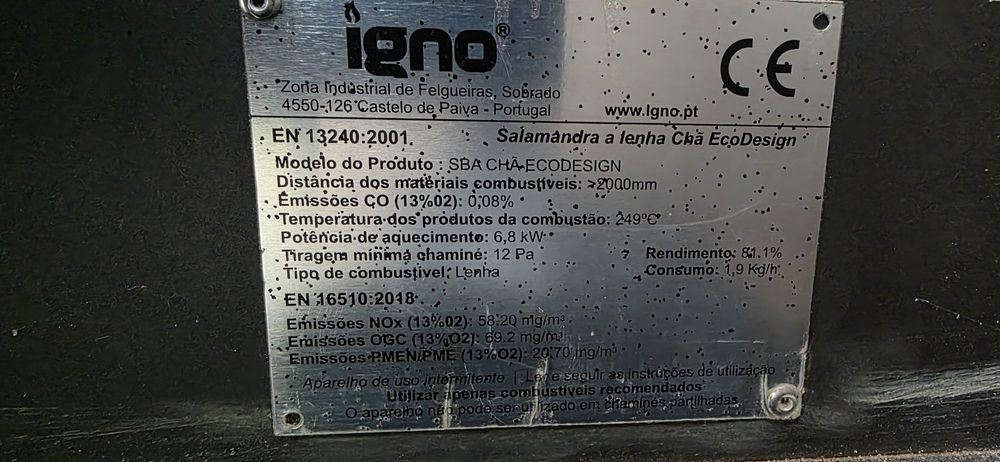 igno®
CE
Zona Industrial de Felgueiras, Sobrado
4550-126 Castelo de Paiva - Portugal
www.igno.pt
EN 13240:2001
Salamandra a lenha Chã EcoDesign
Modelo do Produto : SBA CHÃ ECODESIGN
Distância dos materiais combustíveis: >2000mm
Emissões CO (13%02): 0,08%
Temperatura dos produtos da combustão: 249ºC
Potência de aquecimento: 6,8 kW
Tiragem mínima chaminé: 12 Pa
Rendimento: 81.1%
Tipo de combustível: Lenha
Consumo: 1,9 Kg/h
EN 16510:2018
Emissões NOx (13%02): 58.20 mg/m³
Emissões OGC (13%O2): 69.2 mg/m³
Emissões PMEN/PME (13%O2): 20.70 mg/m³
Aparelho de uso intermitente | Ler e seguir as instruções de utilização
Utilizar apenas combustíveis recomendados
O aparelho não pode ser utilizado em chaminés partilhadas